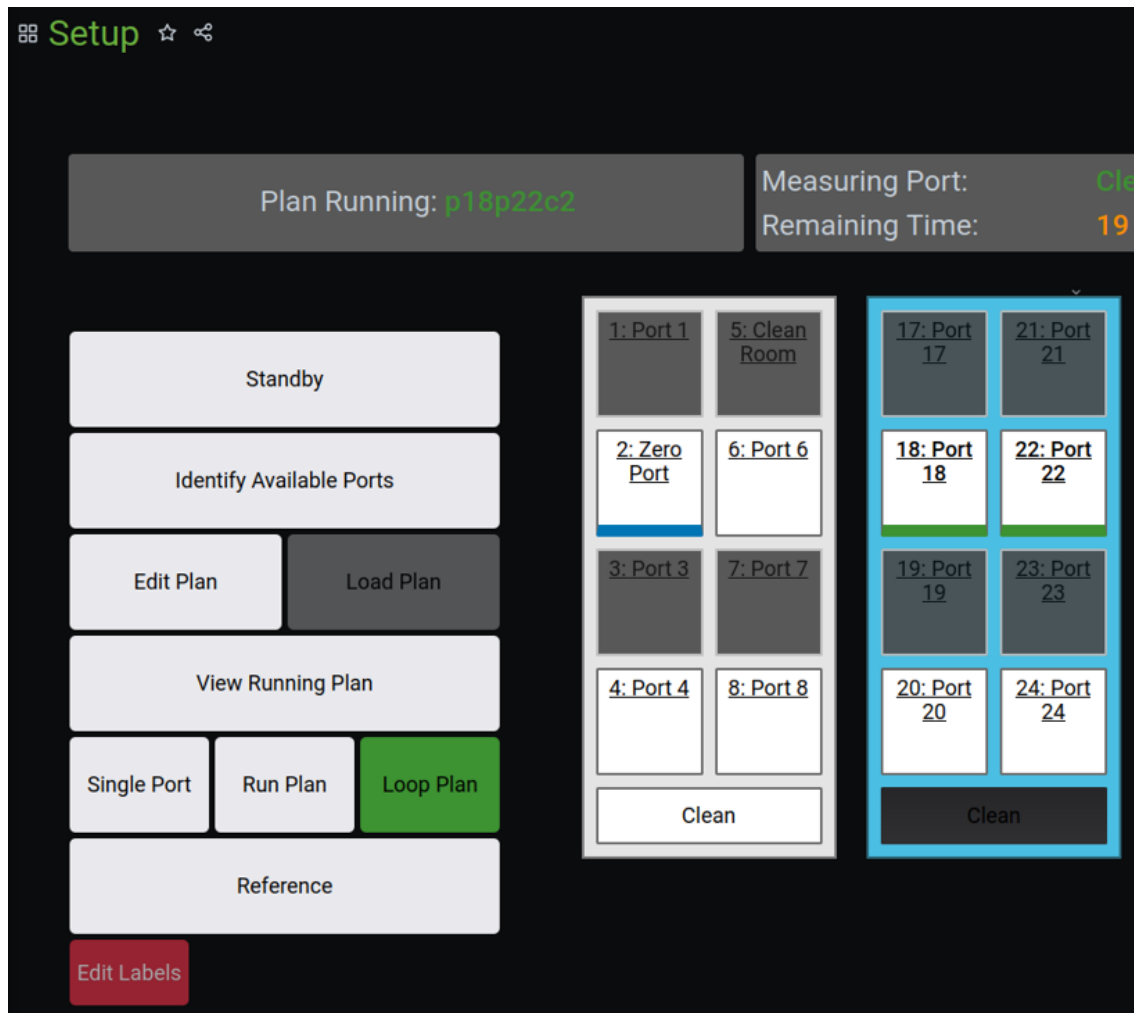 Setup
Plan Running: p18p22c2
Measuring Port:
Remaining Time: 19
Standby
Identify Available Ports
Edit Plan
Load Plan
View Running Plan
Single Port
Run Plan
Loop Plan
Reference
Edit Labels
1: Port 1
5: Clean
Room
2: Zero
Port
6: Port 6
3: Port 3
7: Port 7
4: Port 4
8: Port 8
Clean
17: Port
17
21: Port
21
18: Port
18
22: Port
22
19: Port
19
23: Port
23
20: Port
20
24: Port
24
Clean